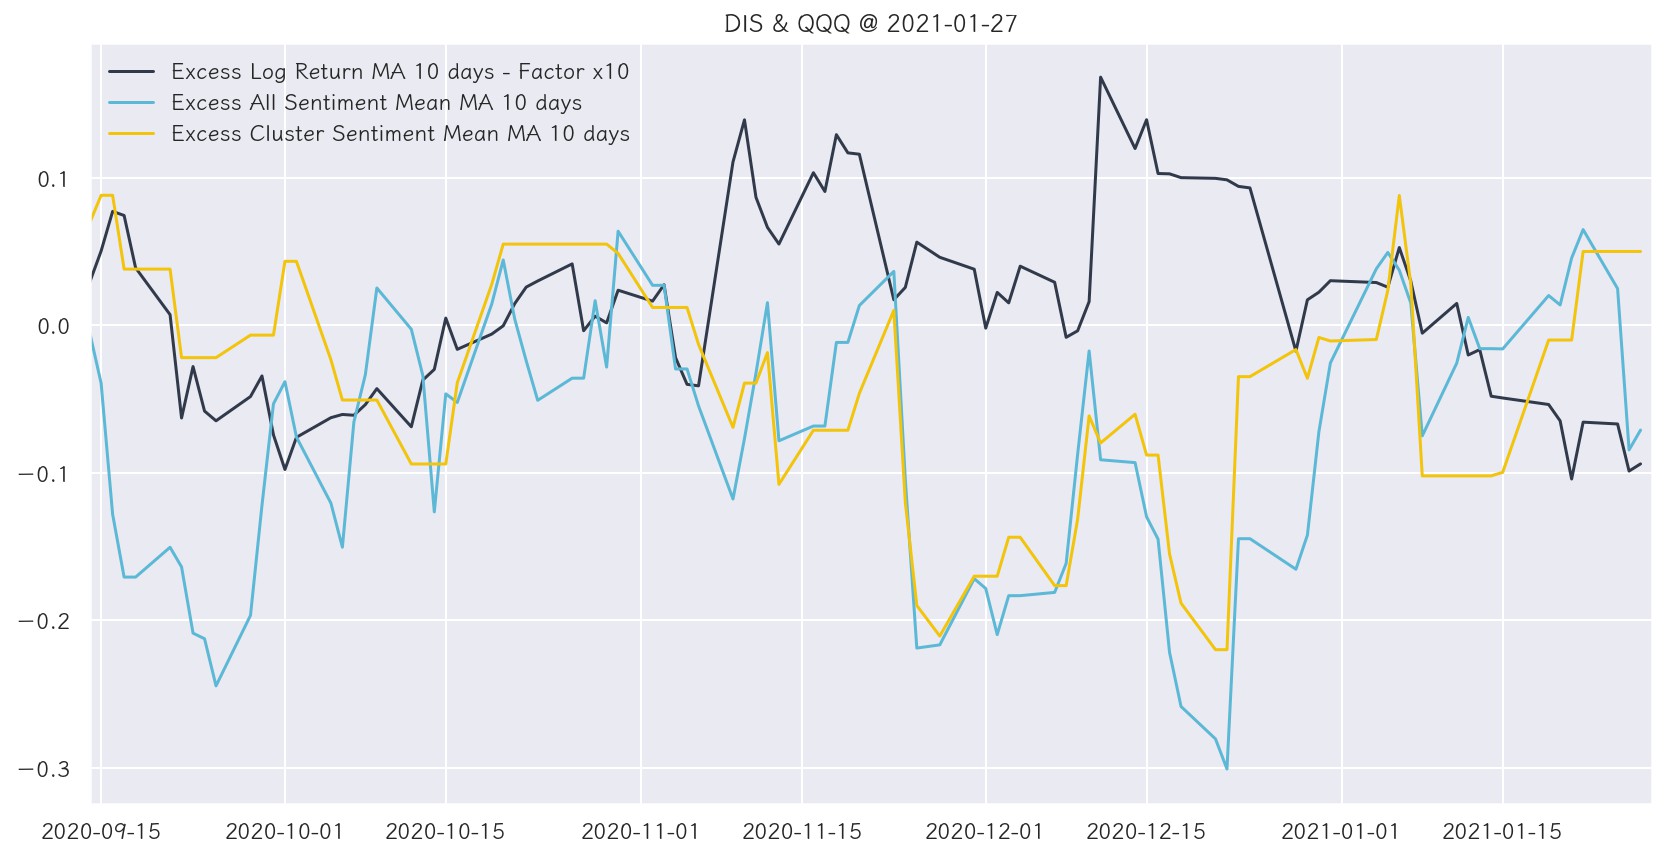 DIS & QQQ @ 2021-01-27
Excess Log Return MA 10 days - Factor x10
Excess All Sentiment Mean MA 10 days
Excess Cluster Sentiment Mean MA 10 days
0.1
0.0
−0.1
−0.2
−0.3
2020-09-15 2020-10-01 2020-10-15 2020-11-01 2020-11-15 2020-12-01 2020-12-15 2021-01-01 2021-01-15